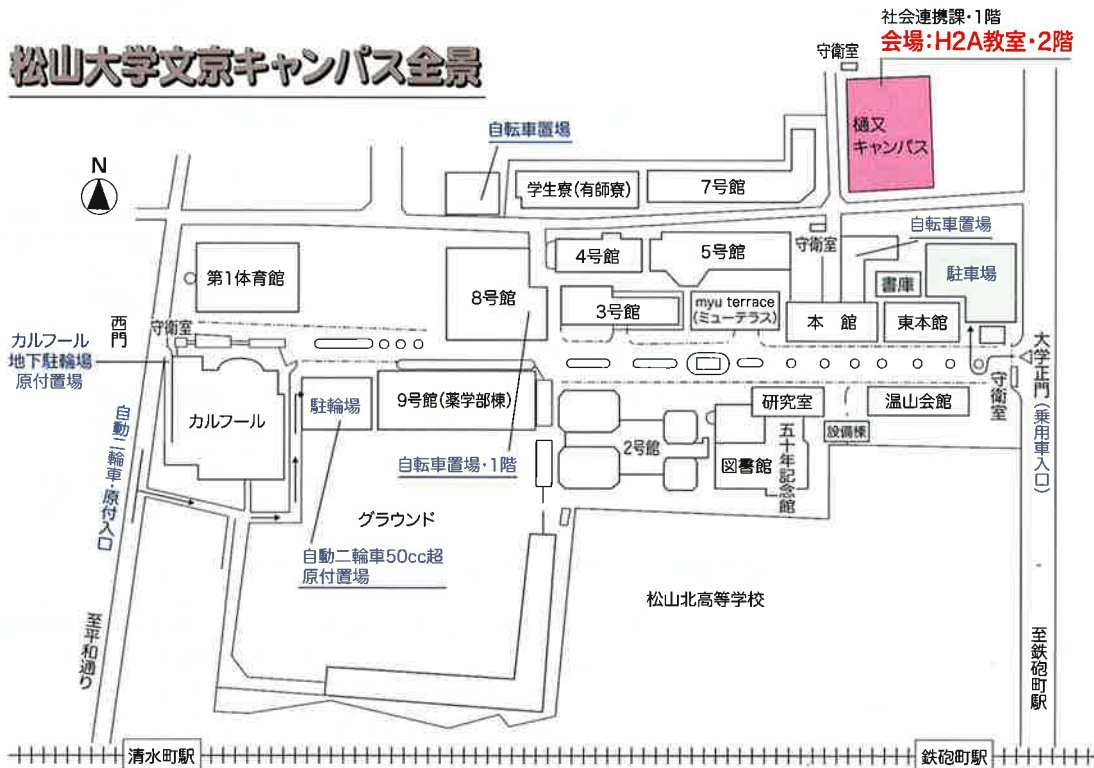 松山大学文京キャンパス全景
社会連携課・1階
会場:H2A教室・2階
守衛室
樋又
キャンパス
自転車置場
N
学生寮(有師寮)
7号館
守衛室
自転車置場
4号館
5号館
第1体育館
8号館
書庫
駐車場
3号館
myu terrace
(ミューテラス)
本 館
東本館
西門
守衛室
カルフール
地下駐輪場
原付置場
大学正門(乗用車入口)
守衛室
カルフール
駐輪場
9号館(薬学部棟)
研究室
温山会館
設備棟
2号館
図書館
五十年記念館
自転車置場・1階
自動二輪車・原付入口
グラウンド
自動二輪車50cc超
原付置場
松山北高等学校
至平和通り
至鉄砲町駅
清水町駅
鉄砲町駅